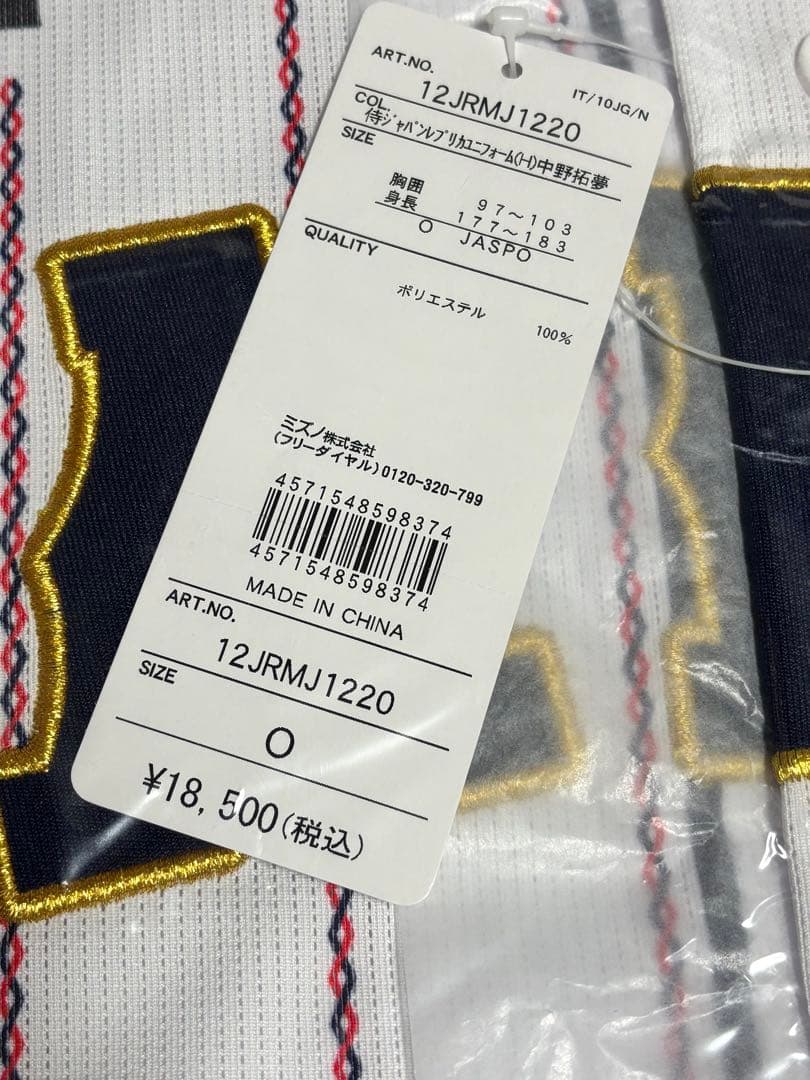 ART.NO.
IT/10JG/N
12JRMJ1220
COL.
侍ジャパンレプリカユニフォーム(H)中野拓夢
SIZE
胸囲 97〜103
身長 177〜183
O JASPO
QUALITY
ポリエステル 100%
ミズノ株式会社
(フリーダイヤル)0120-320-799
4571548598374
4571548598374
MADE IN CHINA
ART.NO.
12JRMJ1220
SIZE
O
¥18,500(税込)